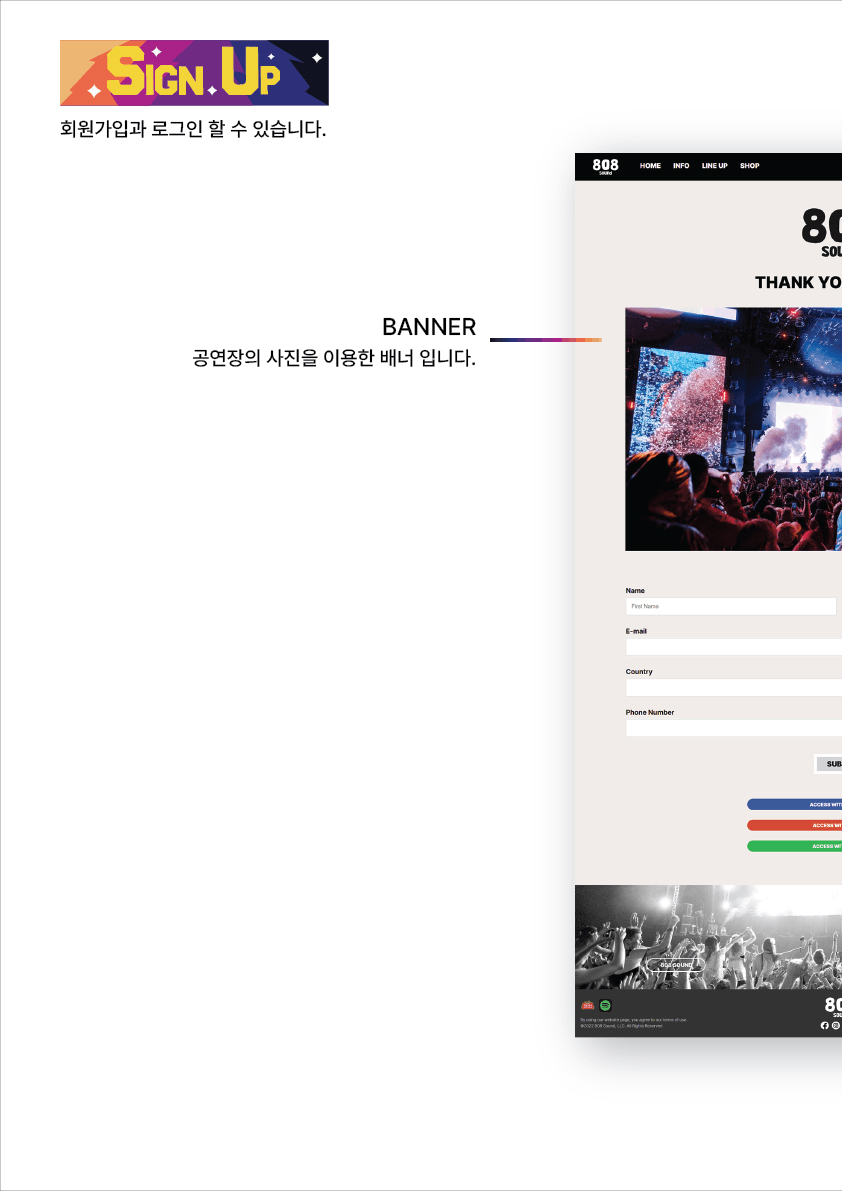 SIGN UP
회원가입과 로그인 할 수 있습니다.
808
SOUND
HOME INFO LINE UP SHOP
80
SOU
THANK YO
BANNER
공연장의 사진을 이용한 배너 입니다.
Name
First Name
E-mail
Country
Phone Number
SUB
ACCESS WIT
ACCESS WIT
ACCESS WIT
808 SOUND
80
SOU
By using our website page, you agree to our terms of use.
©2022 808 Sound, LLC. All Rights Reserved